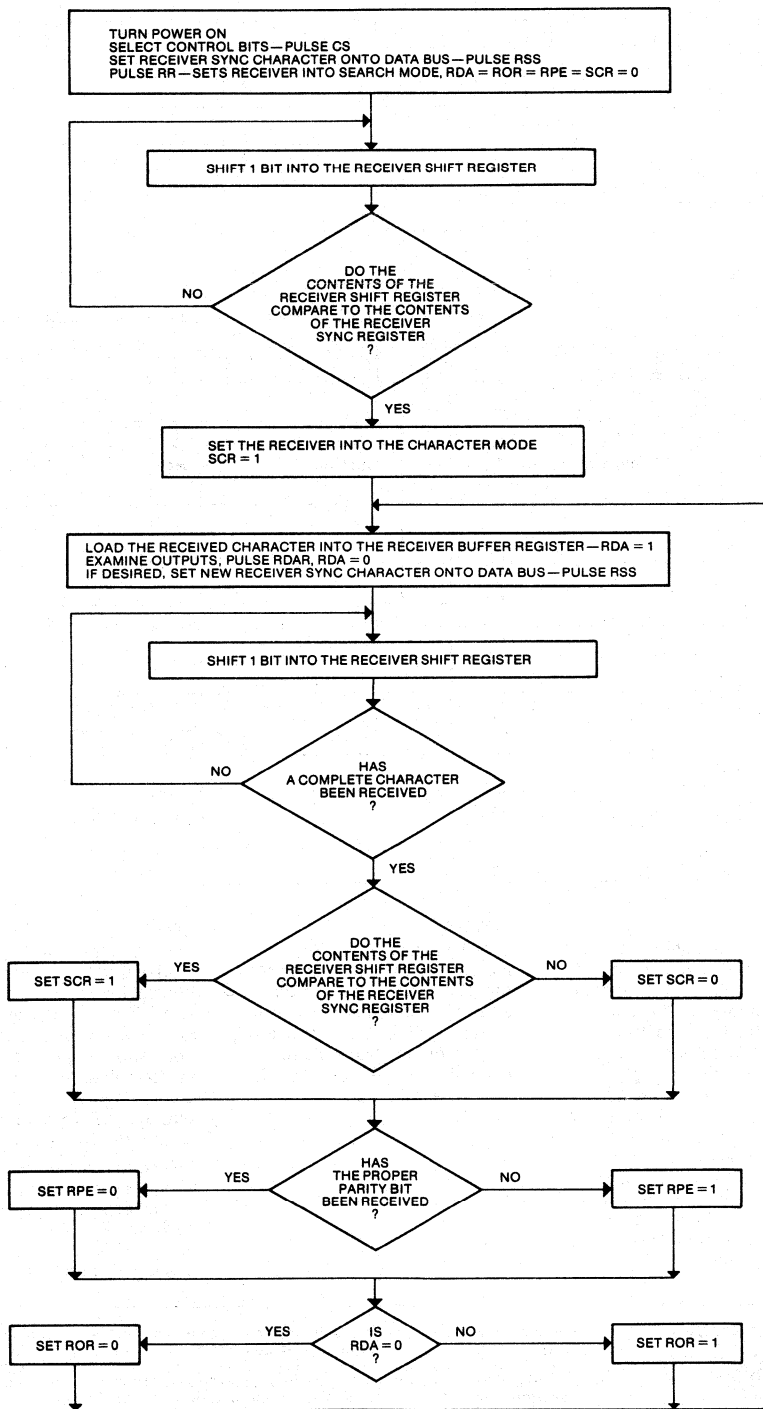 TURN POWER ON
SELECT CONTROL BITS—PULSE CS
SET RECEIVER SYNC CHARACTER ONTO DATA BUS—PULSE RSS
PULSE RR—SETS RECEIVER INTO SEARCH MODE, RDA = ROR = RPE = SCR = 0
SHIFT 1 BIT INTO THE RECEIVER SHIFT REGISTER
DO THE
CONTENTS OF THE
RECEIVER SHIFT REGISTER
COMPARE TO THE CONTENTS
OF THE RECEIVER
SYNC REGISTER
?
NO
YES
SET THE RECEIVER INTO THE CHARACTER MODE
SCR = 1
LOAD THE RECEIVED CHARACTER INTO THE RECEIVER BUFFER REGISTER—RDA = 1
EXAMINE OUTPUTS, PULSE RDAR, RDA = 0
IF DESIRED, SET NEW RECEIVER SYNC CHARACTER ONTO DATA BUS—PULSE RSS
SHIFT 1 BIT INTO THE RECEIVER SHIFT REGISTER
HAS
A COMPLETE CHARACTER
BEEN RECEIVED
?
NO
YES
DO THE
CONTENTS OF THE
RECEIVER SHIFT REGISTER
COMPARE TO THE CONTENTS
OF THE RECEIVER
SYNC REGISTER
?
YES
NO
SET SCR = 1
SET SCR = 0
HAS
THE PROPER
PARITY BIT
BEEN RECEIVED
?
YES
NO
SET RPE = 0
SET RPE = 1
IS
RDA = 0
?
YES
NO
SET ROR = 0
SET ROR = 1